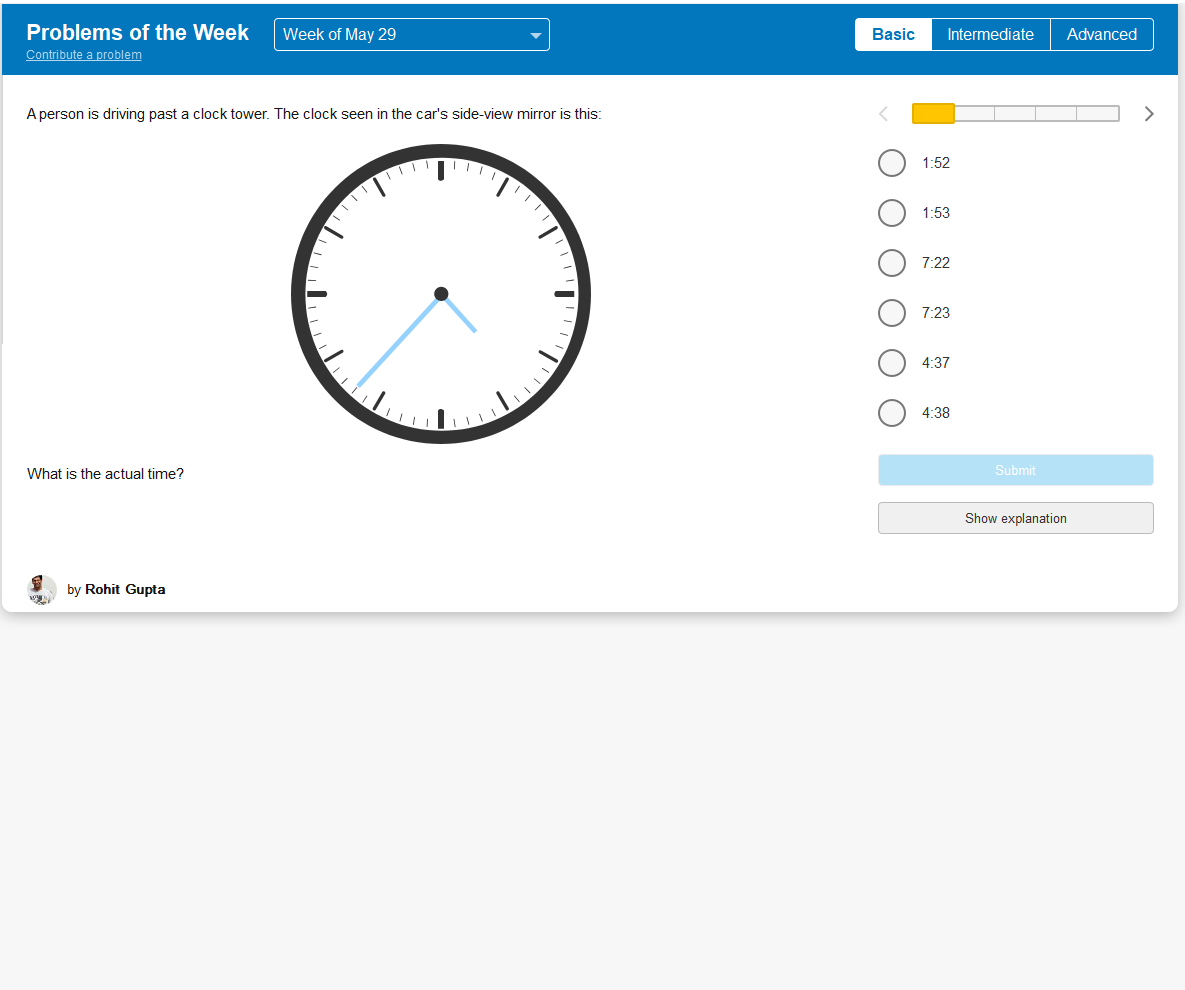 Problems of the Week
Contribute a problem
Week of May 29
Basic
Intermediate
Advanced
A person is driving past a clock tower. The clock seen in the car's side-view mirror is this:
1:52
1:53
7:22
7:23
4:37
4:38
What is the actual time?
Submit
Show explanation
by Rohit Gupta